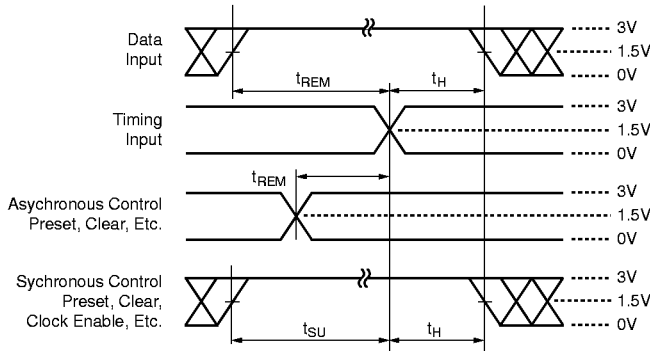 Data
Input
tREM
tH
3V
1.5V
0V
Timing
Input
3V
1.5V
0V
tREM
Asychronous Control
Preset, Clear, Etc.
3V
1.5V
0V
Sychronous Control
Preset, Clear,
Clock Enable, Etc.
tSU
tH
3V
1.5V
0V